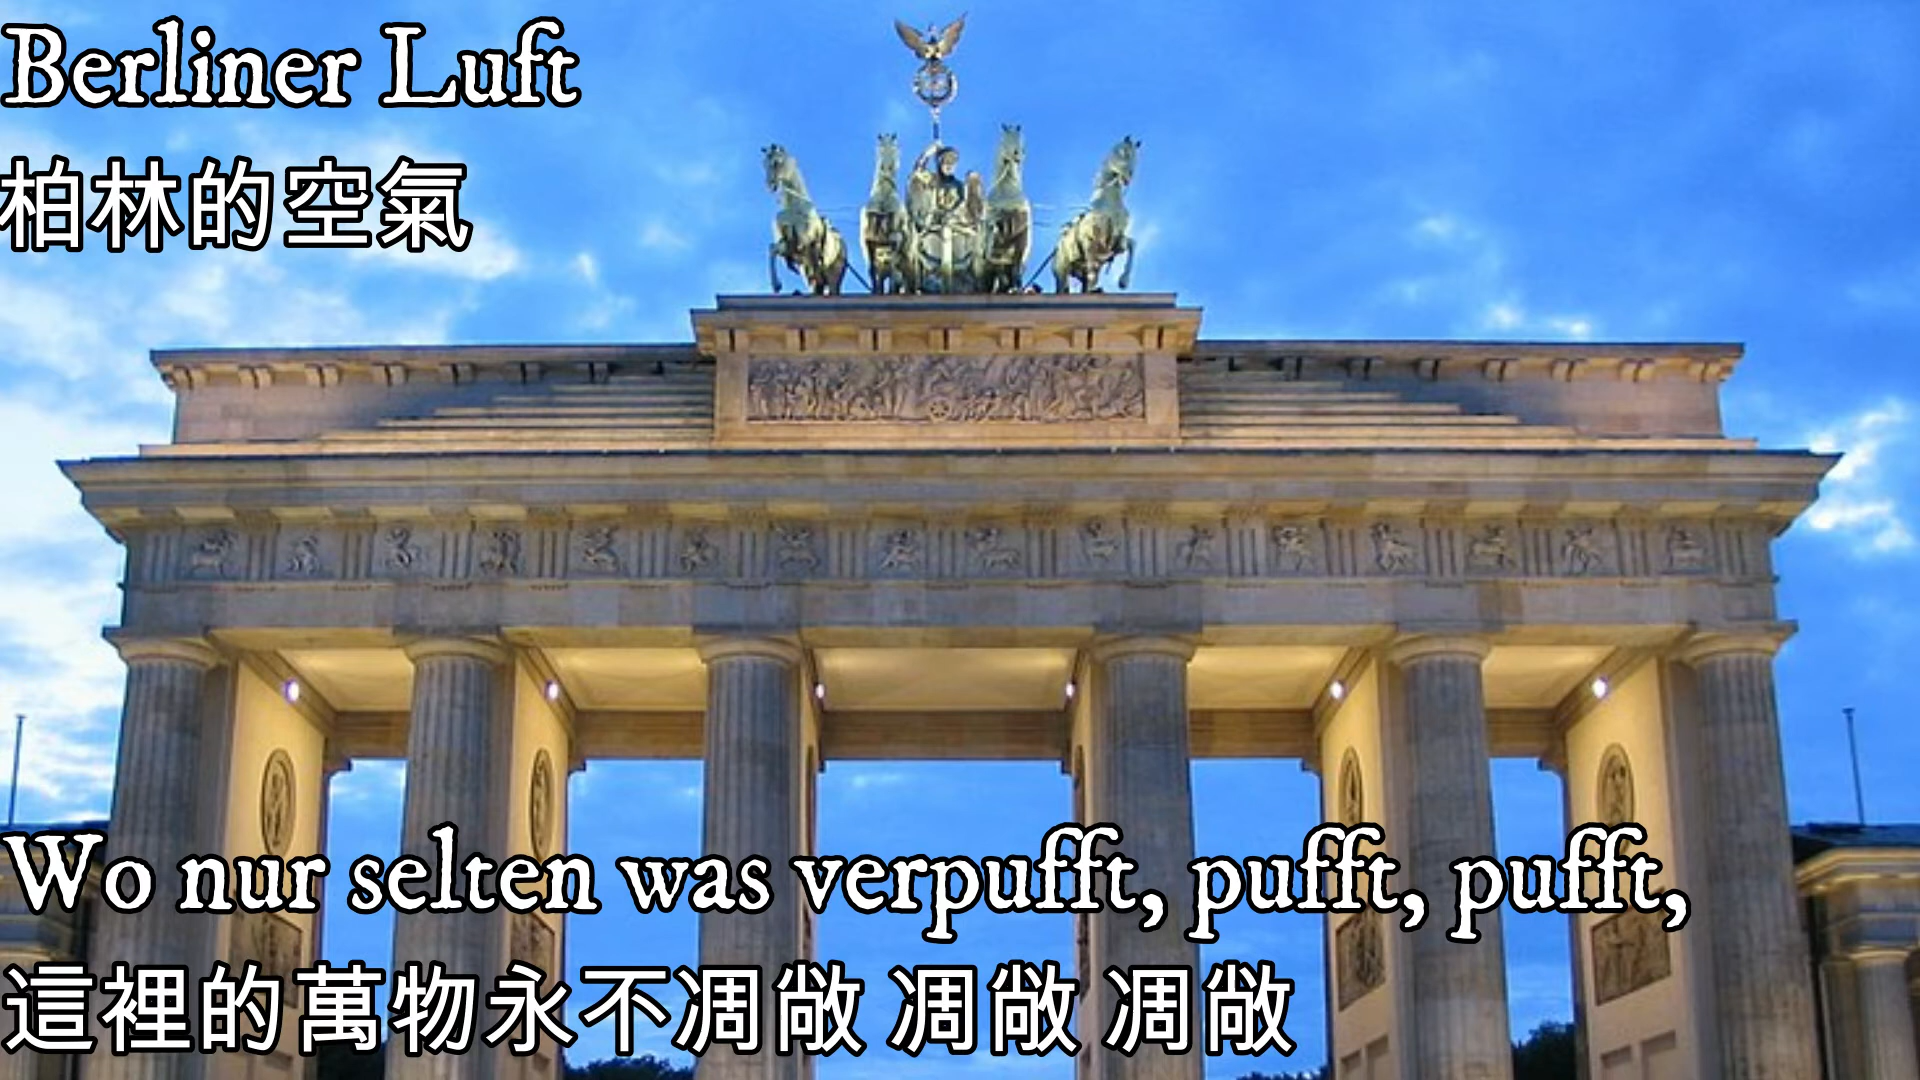 Berliner Luft
柏林的空氣
Wo nur selten was verpufft, pufft, pufft,
這裡的萬物永不凋敞 凋敞 凋敞